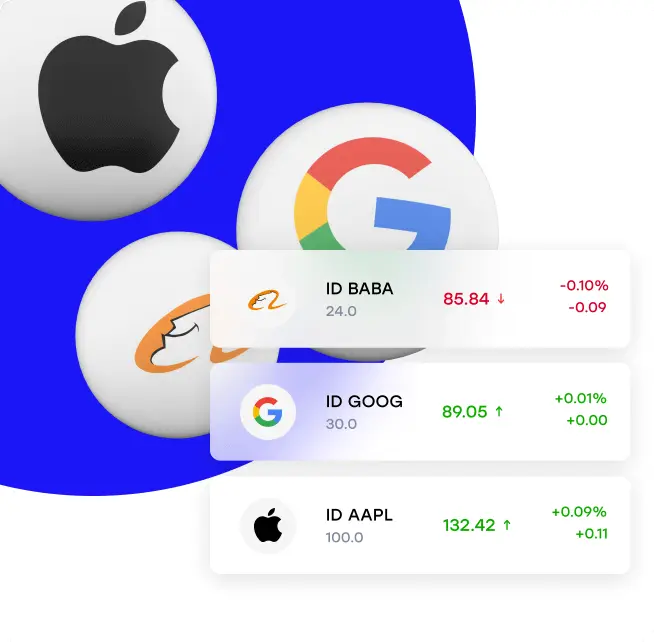 ID BABA 85.84 ↓ -0.10%
24.0 -0.09
ID GOOG 89.05 ↑ +0.01%
30.0 +0.00
ID AAPL 132.42 ↑ +0.09%
100.0 +0.11